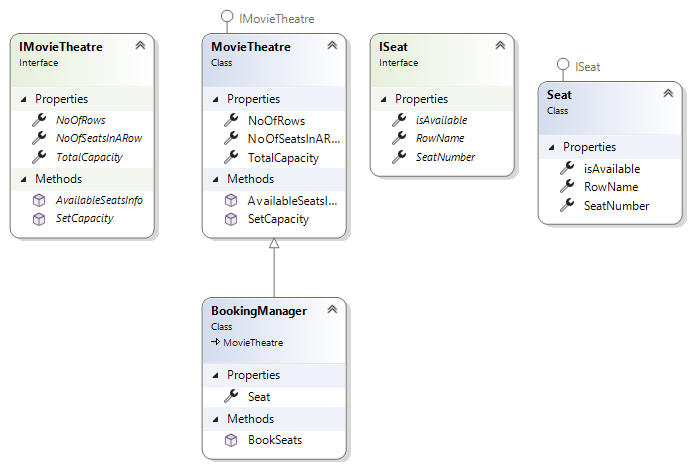 IMovieTheatre
Interface
Properties
NoOfRows
NoOfSeatsInARow
TotalCapacity
Methods
AvailableSeatsInfo
SetCapacity
IMovieTheatre
MovieTheatre
Class
Properties
NoOfRows
NoOfSeatsInAR...
TotalCapacity
Methods
AvailableSeatsI...
SetCapacity
ISeat
Interface
Properties
isAvailable
RowName
SeatNumber
ISeat
Seat
Class
Properties
isAvailable
RowName
SeatNumber
BookingManager
Class
MovieTheatre
Properties
Seat
Methods
BookSeats